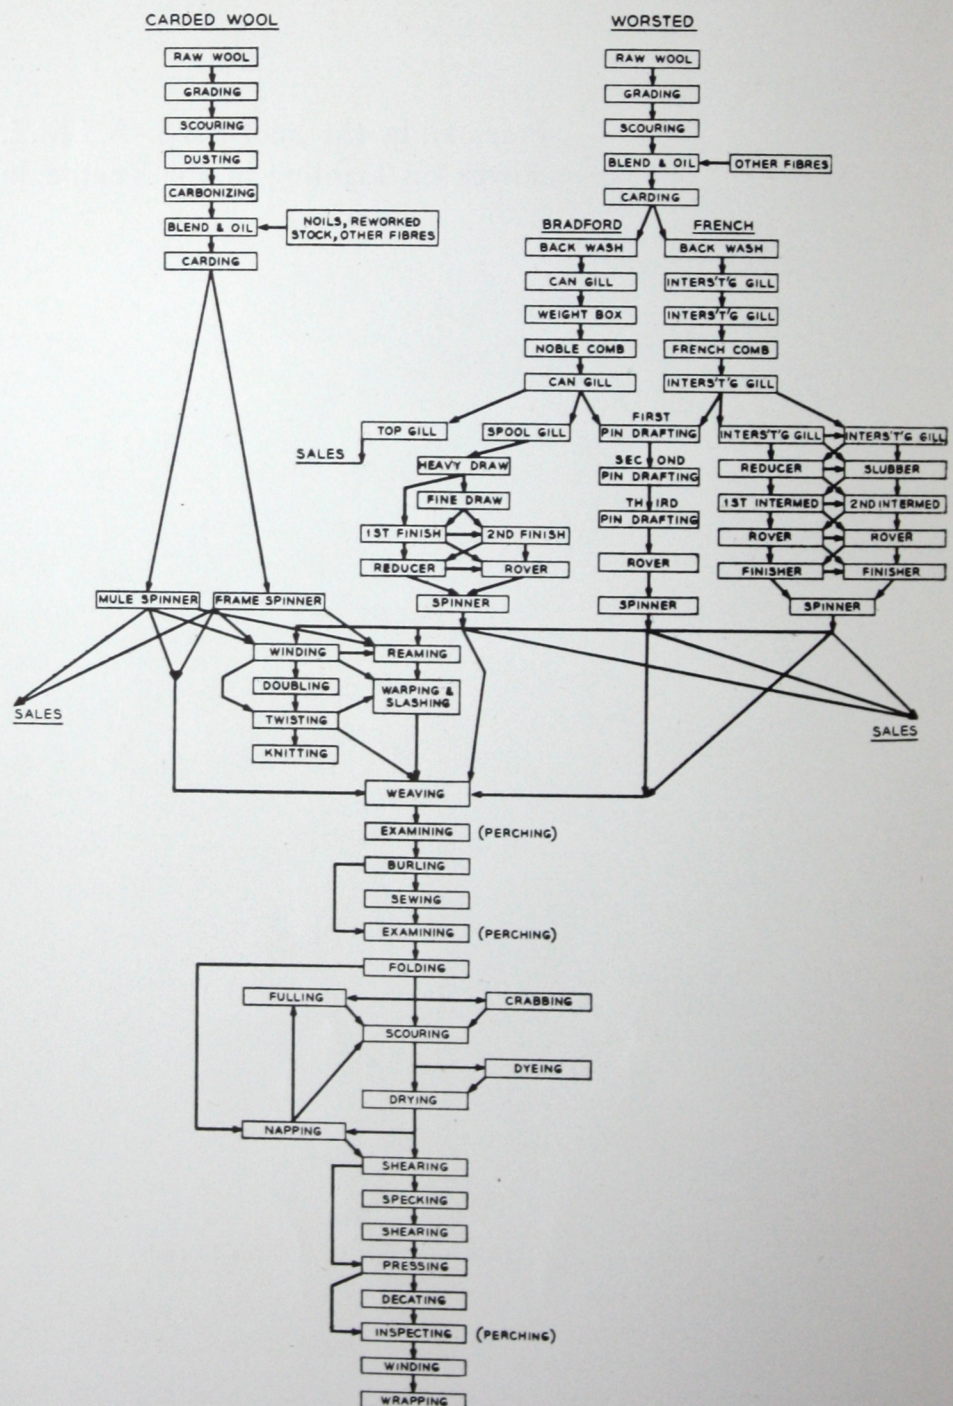 CARDED WOOL
RAW WOOL
GRADING
SCOURING
DUSTING
CARBONIZING
BLEND & OIL
NOILS, REWORKED
STOCK, OTHER FIBRES
CARDING
WORSTED
RAW WOOL
GRADING
SCOURING
BLEND & OIL
OTHER FIBRES
CARDING
BRADFORD
BACK WASH
CAN GILL
WEIGHT BOX
NOBLE COMB
CAN GILL
FRENCH
BACK WASH
INTERS'T'G GILL
INTERS'T'G GILL
FRENCH COMB
INTERS'T'G GILL
TOP GILL
SALES
SPOOL GILL
HEAVY DRAW
FINE DRAW
1ST FINISH
2ND FINISH
REDUCER
ROVER
SPINNER
FIRST
PIN DRAFTING
SECOND
PIN DRAFTING
THIRD
PIN DRAFTING
ROVER
SPINNER
INTERS'T'G GILL
INTERS'T'G GILL
REDUCER
SLUBBER
1ST INTERMED
2ND INTERMED
ROVER
ROVER
FINISHER
FINISHER
SPINNER
MULE SPINNER
FRAME SPINNER
SALES
WINDING
REAMING
DOUBLING
WARPING &
SLASHING
TWISTING
KNITTING
SALES
WEAVING
EXAMINING (PERCHING)
BURLING
SEWING
EXAMINING (PERCHING)
FOLDING
FULLING
CRABBING
SCOURING
DYEING
DRYING
NAPPING
SHEARING
SPECKING
SHEARING
PRESSING
DECATING
INSPECTING (PERCHING)
WINDING
WRAPPING